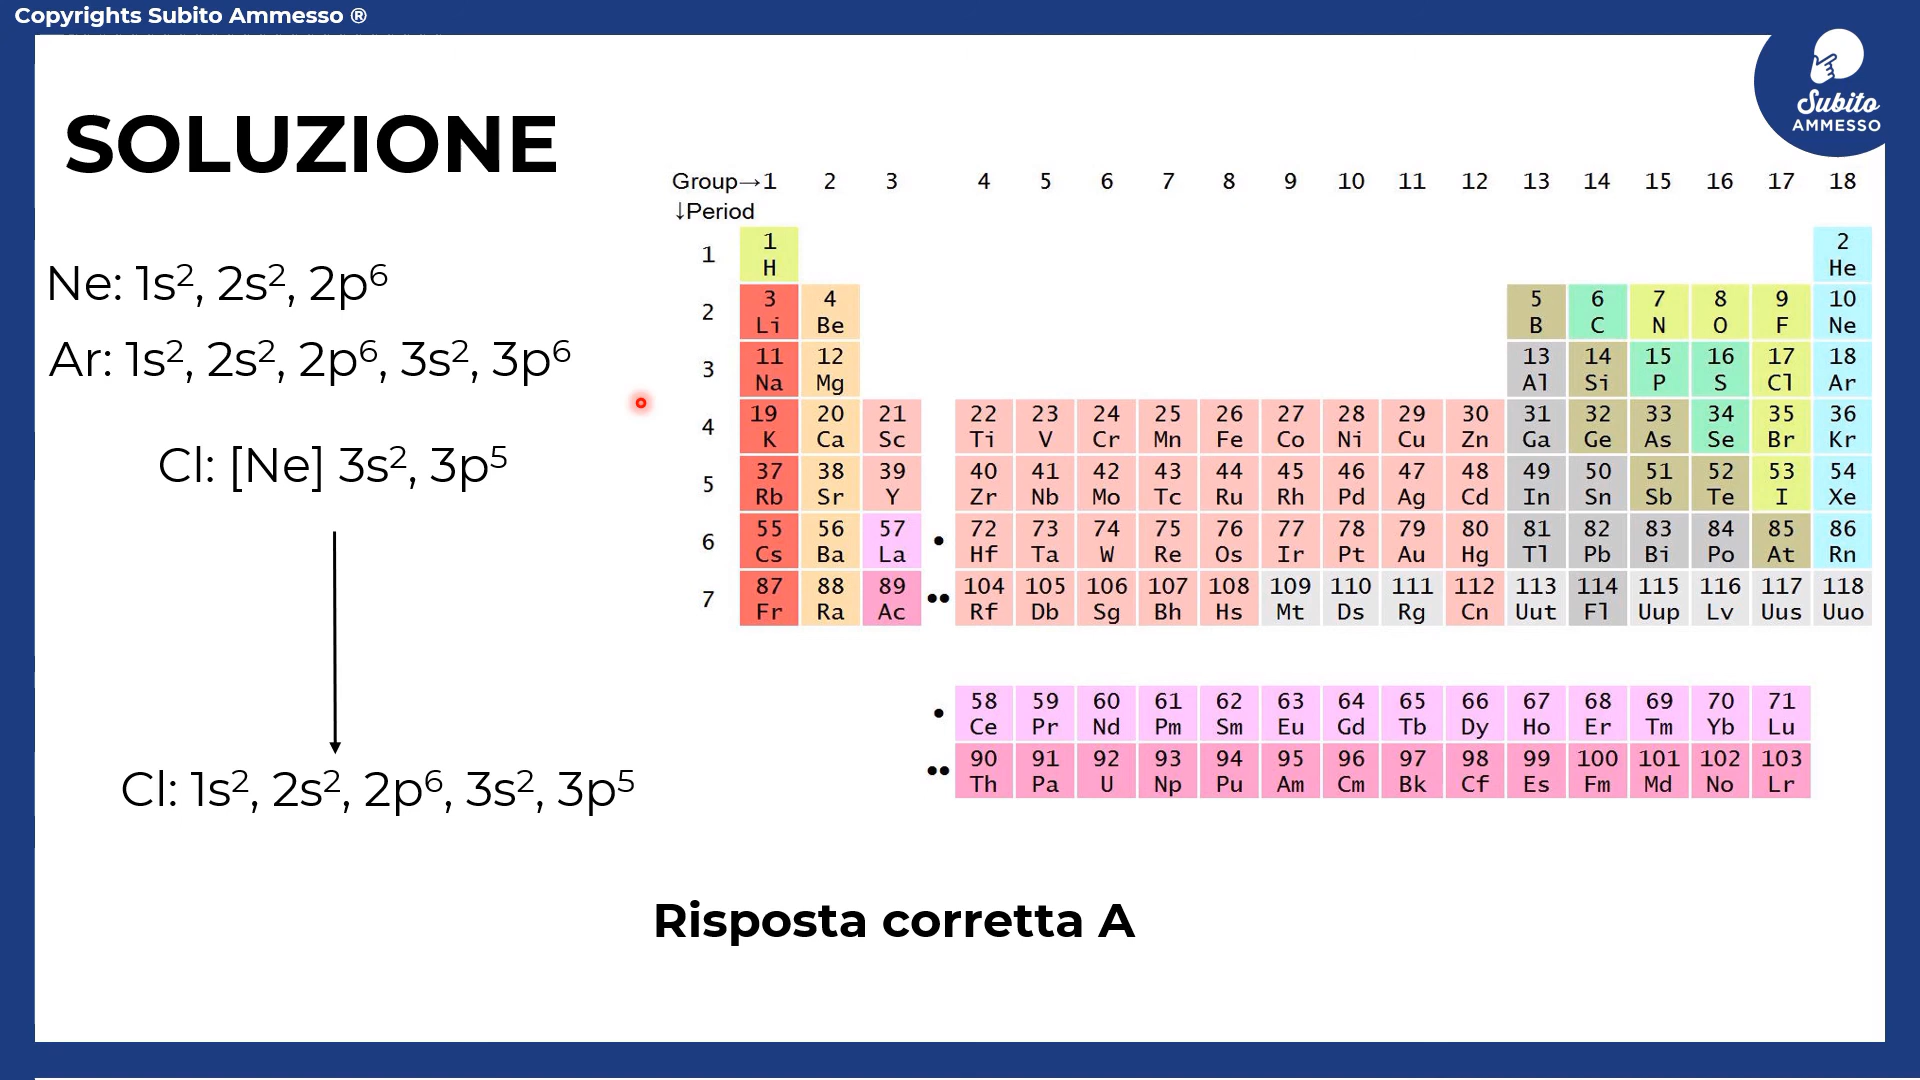 Copyrights Subito Ammesso ®
Subito
AMMESSO
SOLUZIONE
Ne: 1s², 2s², 2p⁶
Ar: 1s², 2s², 2p⁶, 3s², 3p⁶
Cl: [Ne] 3s², 3p⁵
Cl: 1s², 2s², 2p⁶, 3s², 3p⁵
Group→1 2 3 4 5 6 7 8 9 10 11 12 13 14 15 16 17 18
↓Period
1 2
1 H He
3 4 5 6 7 8 9 10
2 Li Be B C N O F Ne
11 12 13 14 15 16 17 18
3 Na Mg Al Si P S Cl Ar
19 20 21 22 23 24 25 26 27 28 29 30 31 32 33 34 35 36
4 K Ca Sc Ti V Cr Mn Fe Co Ni Cu Zn Ga Ge As Se Br Kr
37 38 39 40 41 42 43 44 45 46 47 48 49 50 51 52 53 54
5 Rb Sr Y Zr Nb Mo Tc Ru Rh Pd Ag Cd In Sn Sb Te I Xe
55 56 57 72 73 74 75 76 77 78 79 80 81 82 83 84 85 86
6 Cs Ba La • Hf Ta W Re Os Ir Pt Au Hg Tl Pb Bi Po At Rn
87 88 89 104 105 106 107 108 109 110 111 112 113 114 115 116 117 118
7 Fr Ra Ac •• Rf Db Sg Bh Hs Mt Ds Rg Cn Uut Fl Uup Lv Uus Uuo
58 59 60 61 62 63 64 65 66 67 68 69 70 71
• Ce Pr Nd Pm Sm Eu Gd Tb Dy Ho Er Tm Yb Lu
90 91 92 93 94 95 96 97 98 99 100 101 102 103
•• Th Pa U Np Pu Am Cm Bk Cf Es Fm Md No Lr
Risposta corretta A